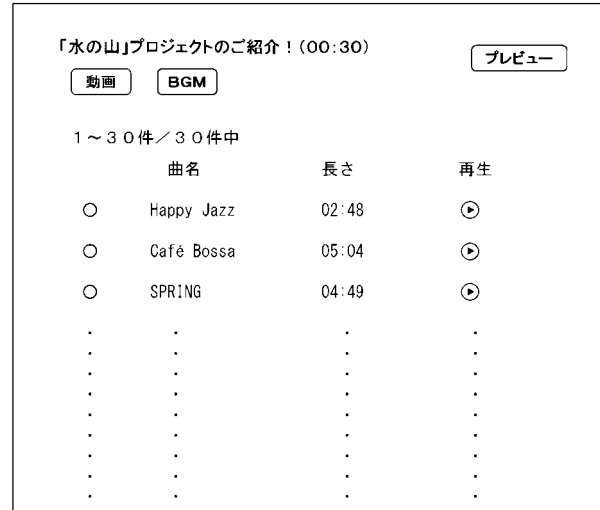 「水の山」プロジェクトのご紹介！(00:30)
プレビュー
動画 BGM
１～３０件／３０件中
曲名 長さ 再生
Happy Jazz 02:48
Café Bossa 05:04
SPRING 04:49